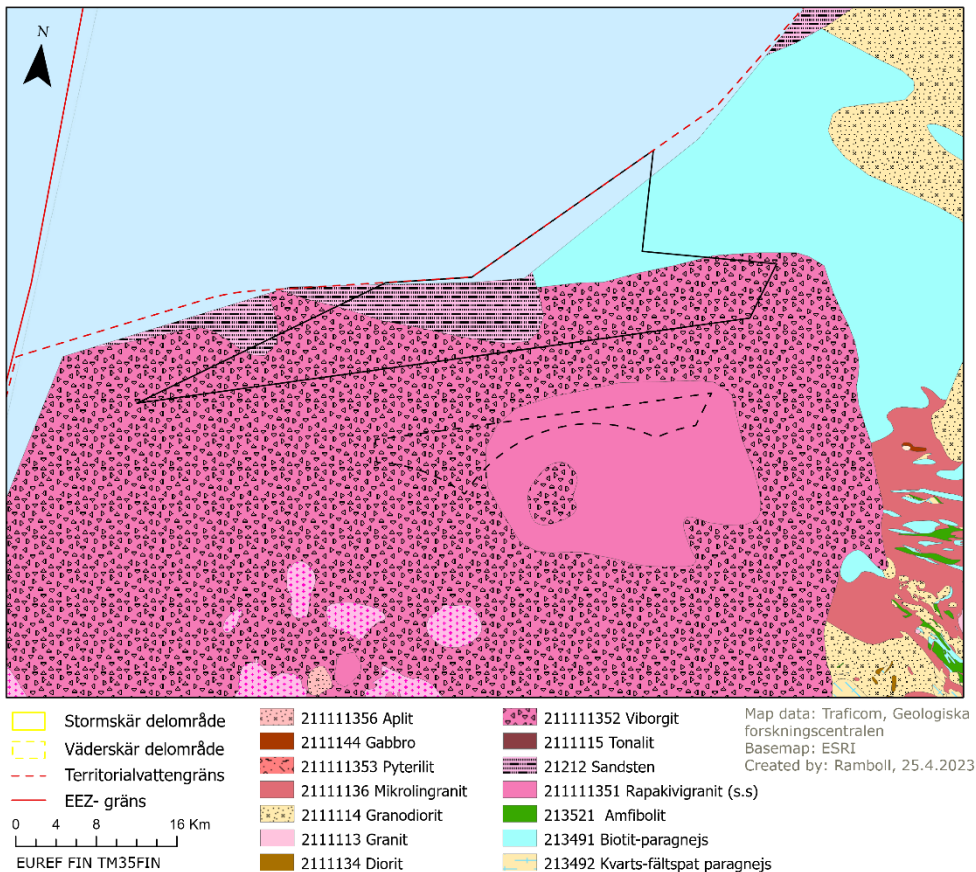 N
Stormskär delområde
Väderskär delområde
Territorialvattengräns
EEZ- gräns
0 4 8 16 Km
EUREF FIN TM35FIN
211111356 Aplit
2111144 Gabbro
211111353 Pyterilit
21111136 Mikrolingranit
2111114 Granodiorit
2111113 Granit
2111134 Diorit
211111352 Viborgit
2111115 Tonalit
21212 Sandsten
211111351 Rapakivigranit (s.s)
213521 Amfibolit
213491 Biotit-paragnejs
213492 Kvarts-fältspat paragnejs
Map data: Traficom, Geologiska
forskningscentralen
Basemap: ESRI
Created by: Ramboll, 25.4.2023